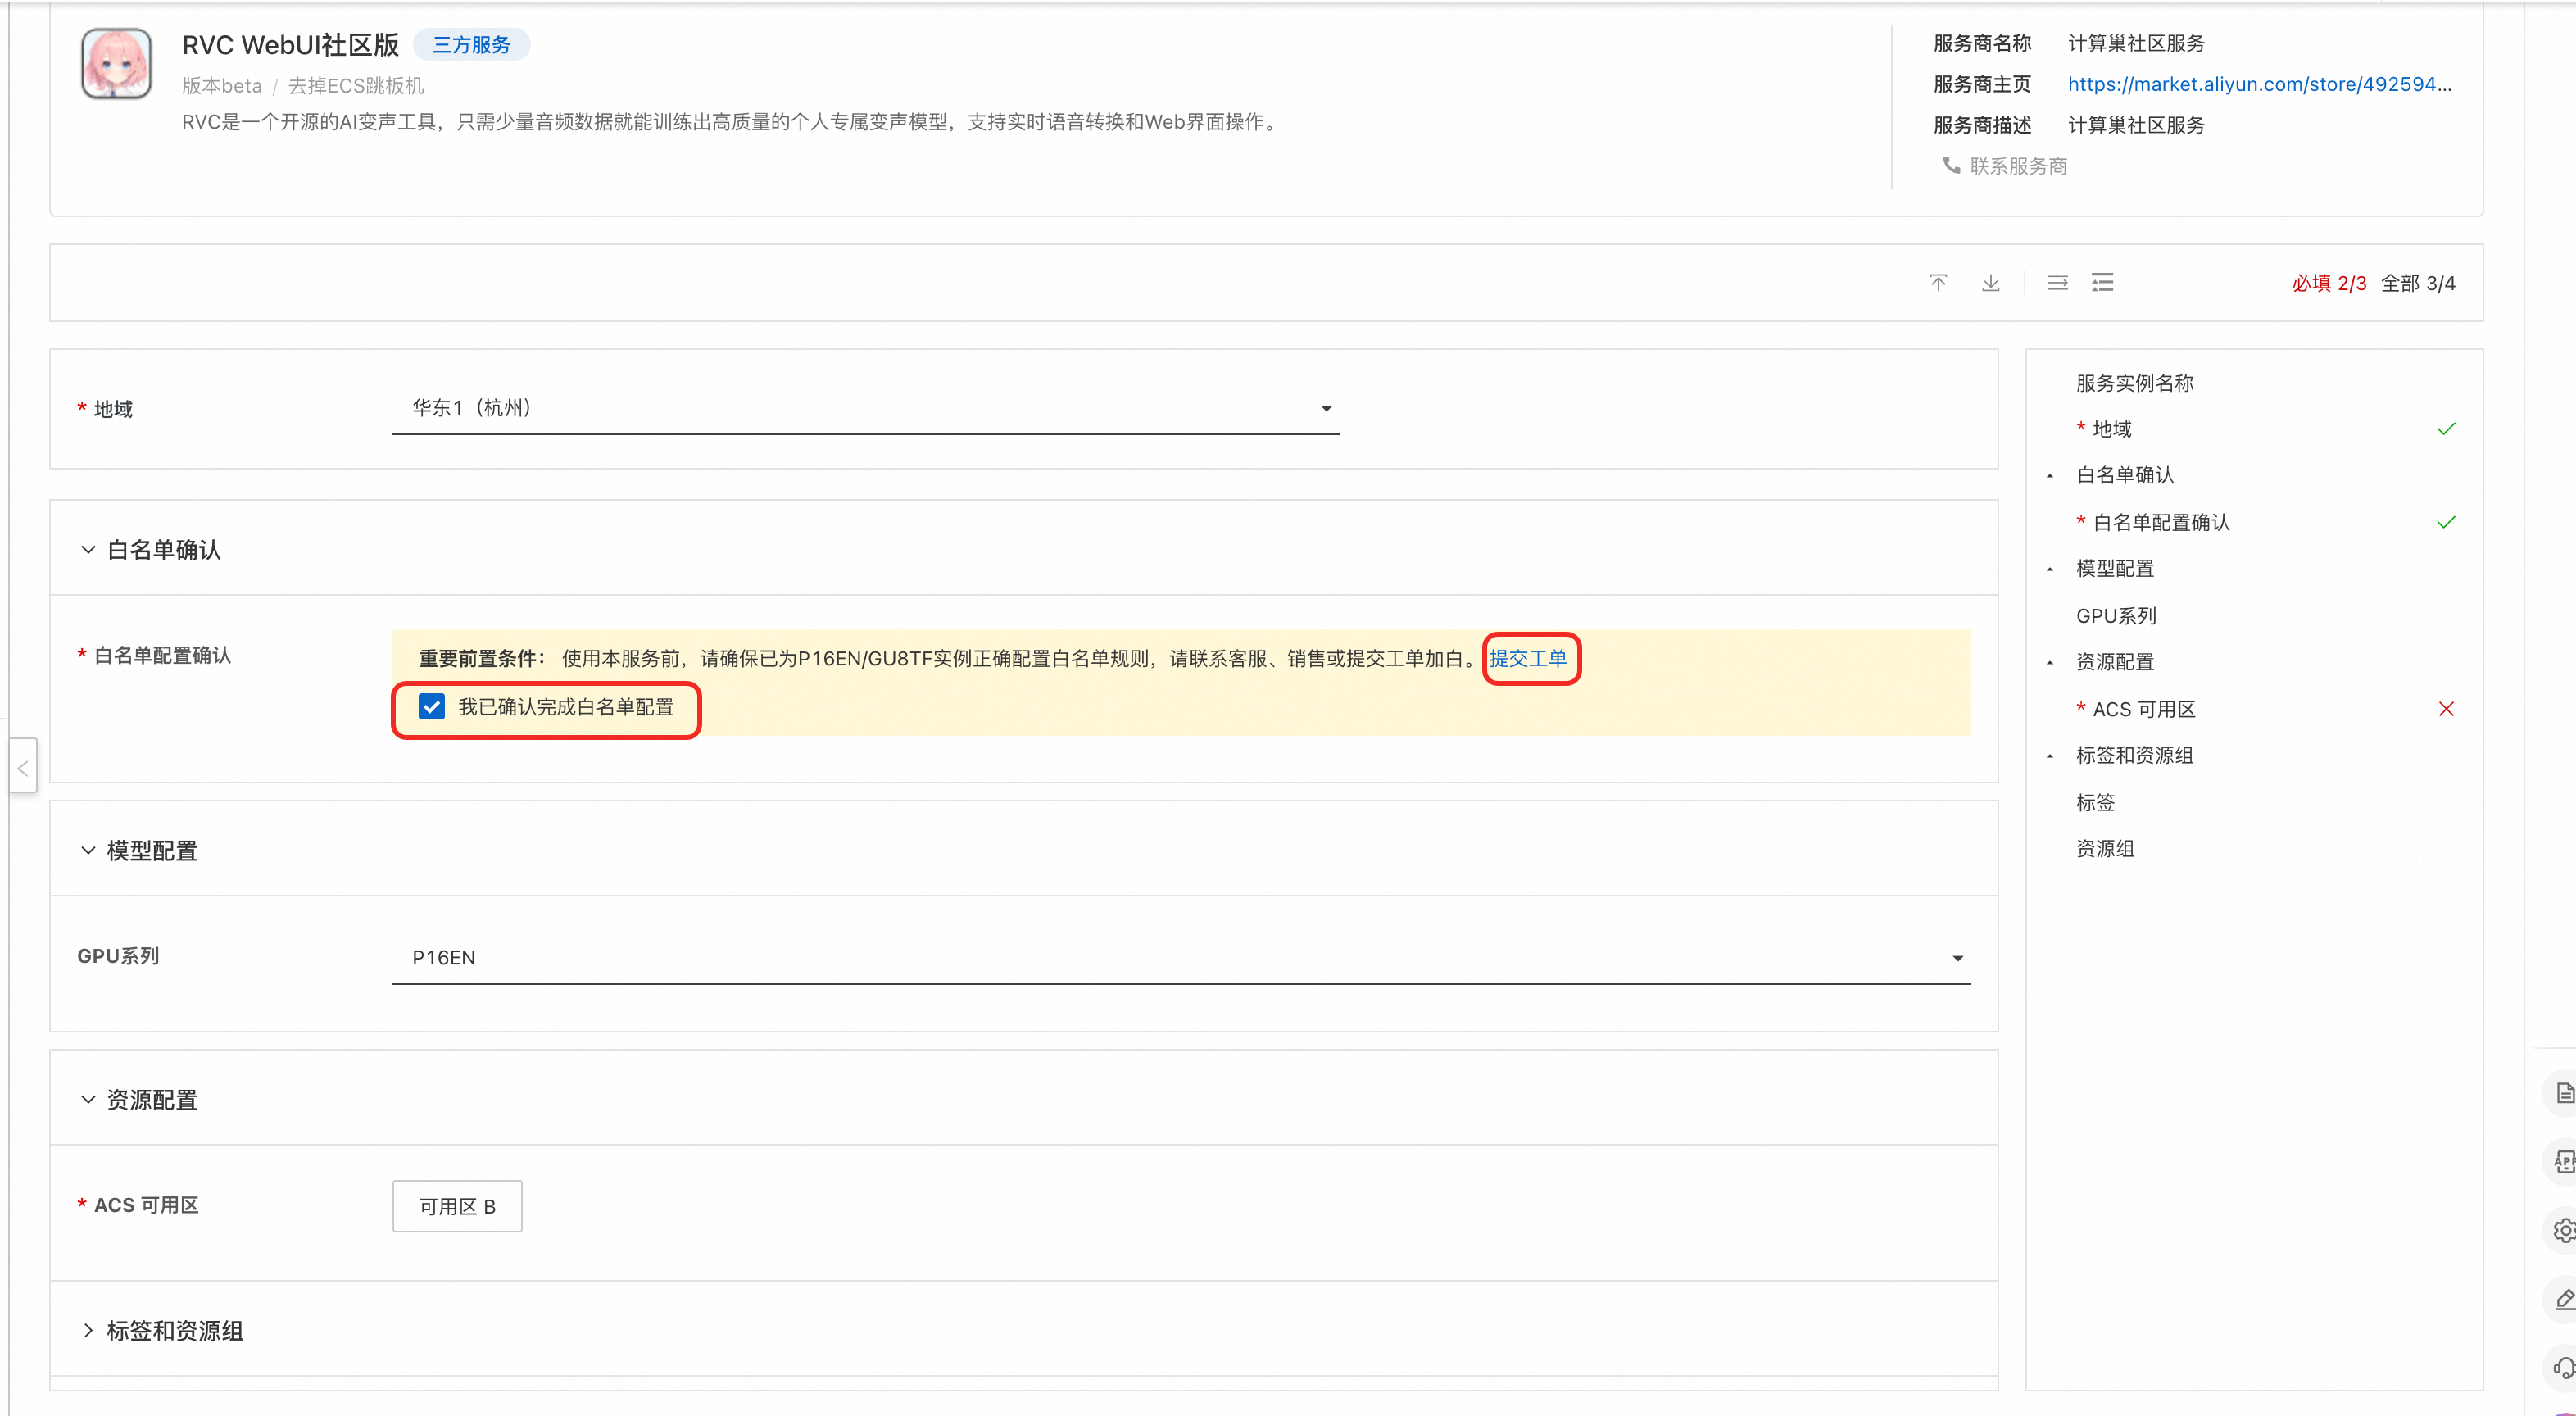 RVC WebUI社区版 三方服务
版本beta / 去掉ECS跳板机
RVC是一个开源的AI变声工具，只需少量音频数据就能训练出高质量的个人专属变声模型，支持实时语音转换和Web界面操作。
服务商名称 计算巢社区服务
服务商主页 https://market.aliyun.com/store/492594...
服务商描述 计算巢社区服务
联系服务商
必填 2/3 全部 3/4
* 地域
华东1（杭州）
白名单确认
* 白名单配置确认
重要前置条件： 使用本服务前，请确保已为P16EN/GU8TF实例正确配置白名单规则，请联系客服、销售或提交工单加白。提交工单
我已确认完成白名单配置
模型配置
GPU系列
P16EN
资源配置
* ACS 可用区
可用区 B
标签和资源组
服务实例名称
* 地域
白名单确认
* 白名单配置确认
模型配置
GPU系列
资源配置
* ACS 可用区
标签和资源组
标签
资源组